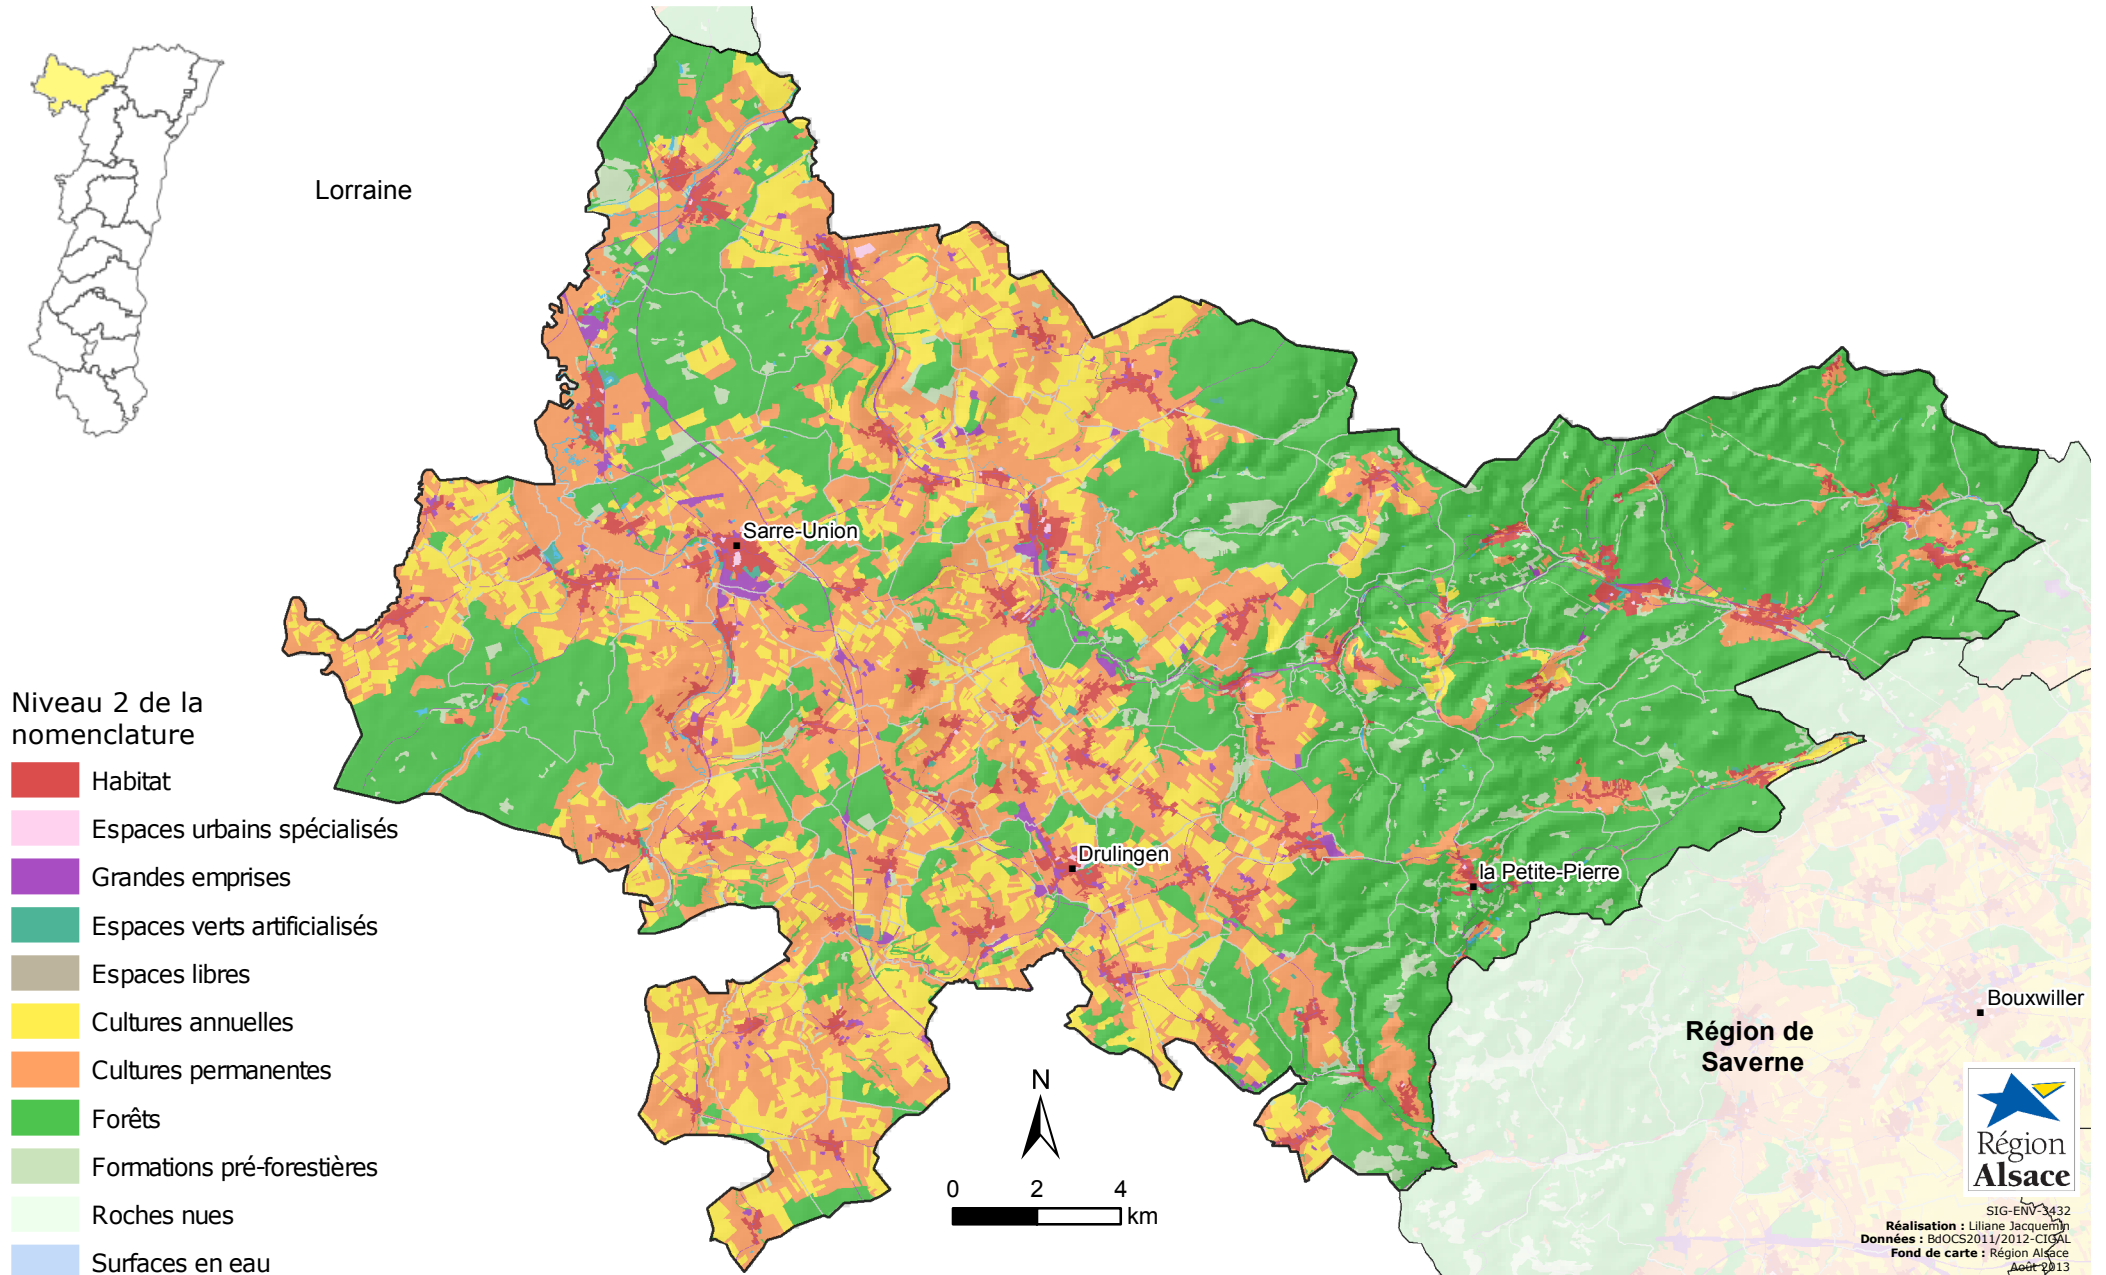 Lorraine
Sarre-Union
Niveau 2 de la
nomenclature
Habitat
Espaces urbains spécialisés
Grandes emprises
Espaces verts artificialisés
Espaces libres
Cultures annuelles
Cultures permanentes
Forêts
Formations pré-forestières
Roches nues
Surfaces en eau
Drulingen
la Petite-Pierre
Bouxwiller
Région de
Saverne
N
0 2 4
km
Région
Alsace
SIG-ENV-3432
Réalisation : Liliane Jacquemin
Données : BdOCS2011/2012-CIGAL
Fond de carte : Région Alsace
Août 2013